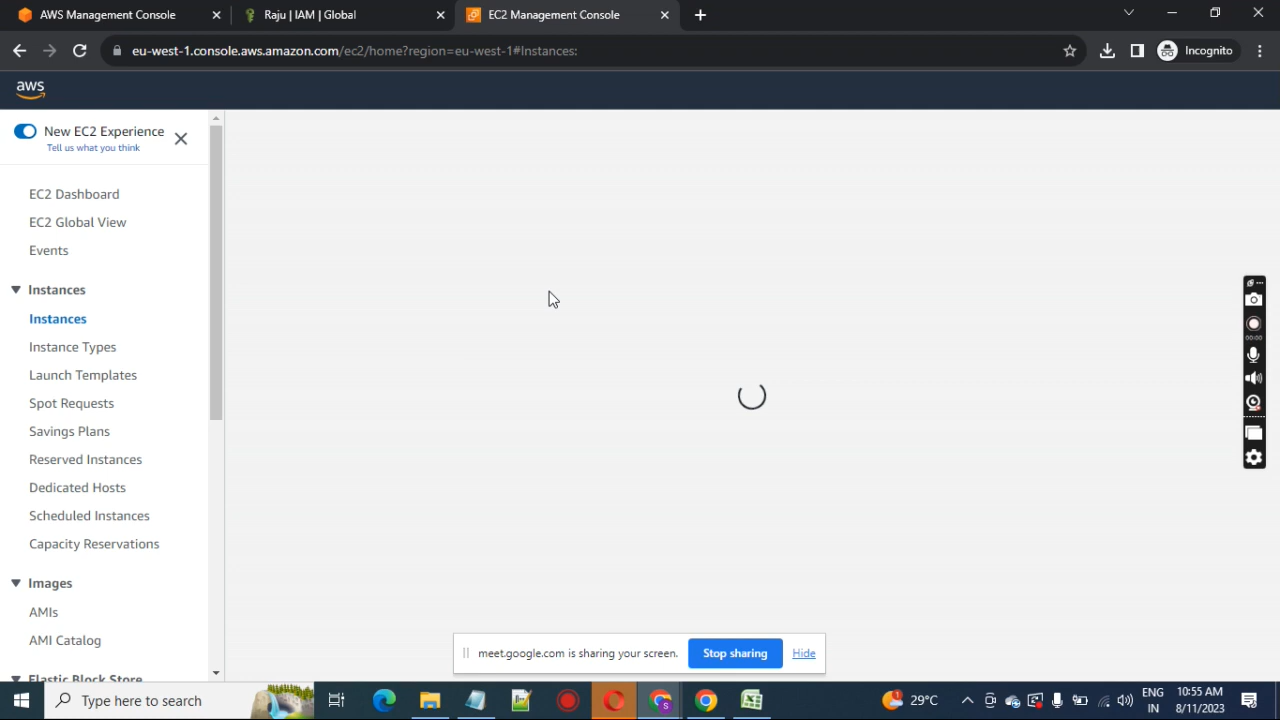 AWS Management Console
Raju | IAM | Global
EC2 Management Console
eu-west-1.console.aws.amazon.com/ec2/home?region=eu-west-1#Instances:
Incognito
aws
New EC2 Experience
Tell us what you think
EC2 Dashboard
EC2 Global View
Events
Instances
Instances
Instance Types
Launch Templates
Spot Requests
Savings Plans
Reserved Instances
Dedicated Hosts
Scheduled Instances
Capacity Reservations
Images
AMIs
AMI Catalog
Elastic Block Store
00:00
meet.google.com is sharing your screen.
Stop sharing
Hide
Type here to search
1
29°C
ENG
IN
10:55 AM
8/11/2023